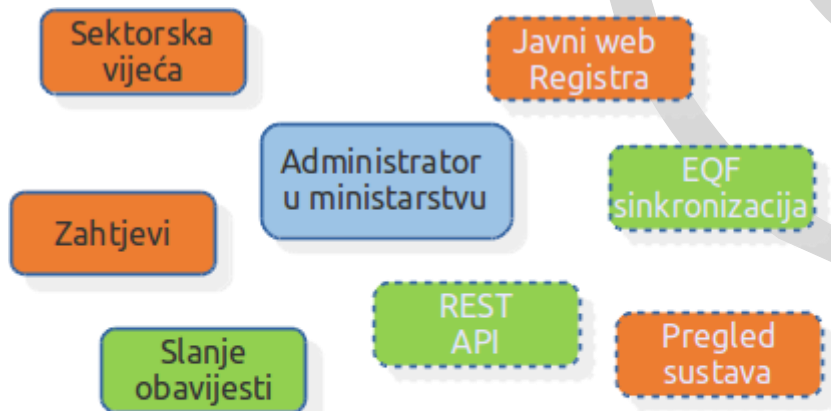 Sektorska
vijeća
Javni web
Registra
Administrator
u ministarstvu
EQF
sinkronizacija
Zahtjevi
REST
API
Slanje
obavijesti
Pregled
sustava